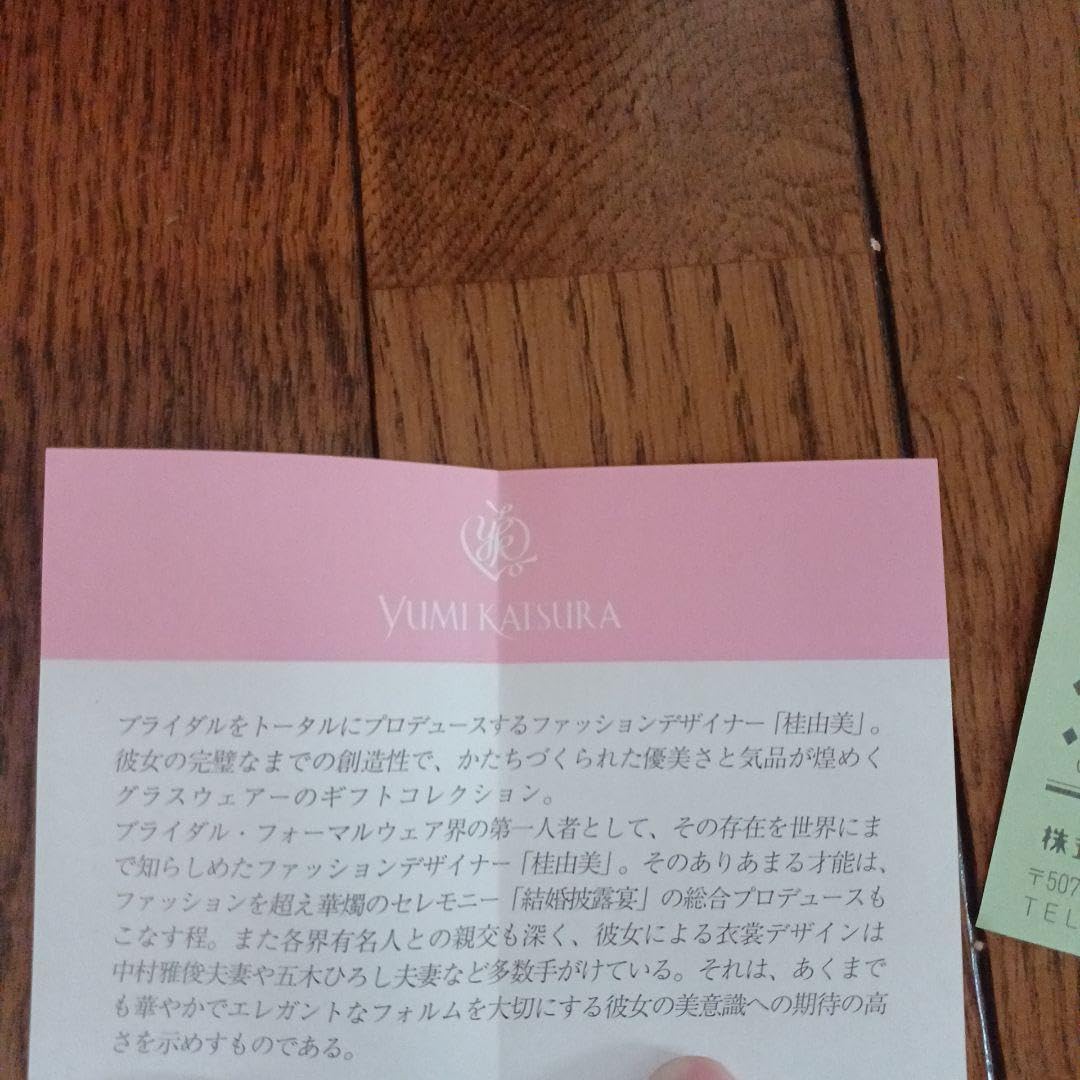 YUMI KATSURA
ブライダルをトータルにプロデュースするファッションデザイナー「桂由美」。
彼女の完璧なまでの創造性で、かたちづくられた優美さと気品が煌めく
グラスウェアーのギフトコレクション。
ブライダル・フォーマルウェア界の第一人者として、その存在を世界にま
で知らしめたファッションデザイナー「桂由美」。そのありあまる才能は、
ファッションを超え華燭のセレモニー「結婚披露宴」の総合プロデュースも
こなす程。また各界有名人との親交も深く、彼女による衣裳デザインは
中村雅俊夫妻や五木ひろし夫妻など多数手がけている。それは、あくまで
も華やかでエレガントなフォルムを大切にする彼女の美意識への期待の高
さを示めすものである。
株
〒507
TEL